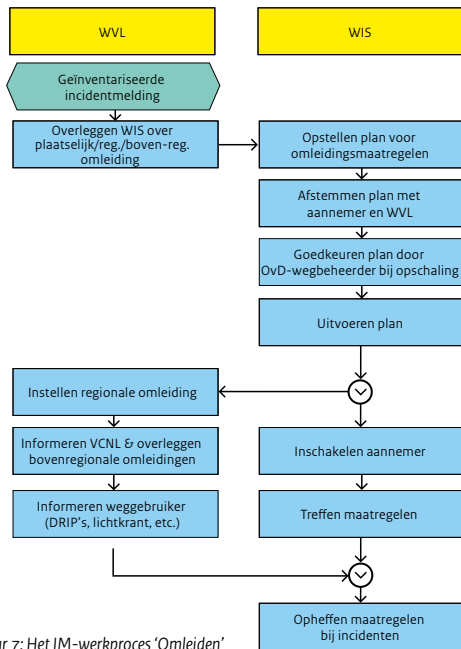 WVL
WIS
Geïnventariseerde
incidentmelding
Overleggen WIS over
plaatselijk/reg./boven-reg.
omleiding
Opstellen plan voor
omleidingsmaatregelen
Afstemmen plan met
aannemer en WVL
Goedkeuren plan door
OvD-wegbeheerder bij opschaling
Uitvoeren plan
Instellen regionale omleiding
Informeren VCNL & overleggen
bovenregionale omleidingen
Inschakelen aannemer
Informeren weggebruiker
(DRIP's, lichtkrant, etc.)
Treffen maatregelen
Opheffen maatregelen
bij incidenten
ur 7: Het IM-werkproces 'Omleiden'